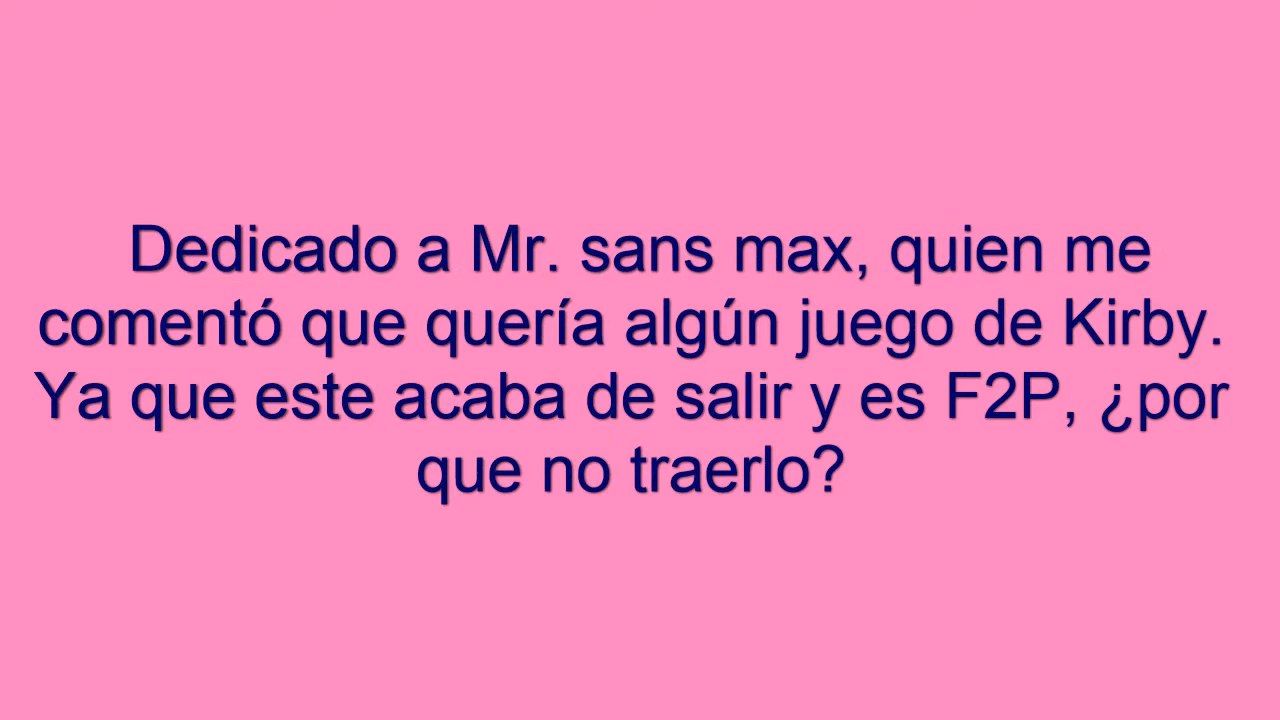 Dedicado a Mr. sans max, quien me
comentó que quería algún juego de Kirby.
Ya que este acaba de salir y es F2P, ¿por
que no traerlo?